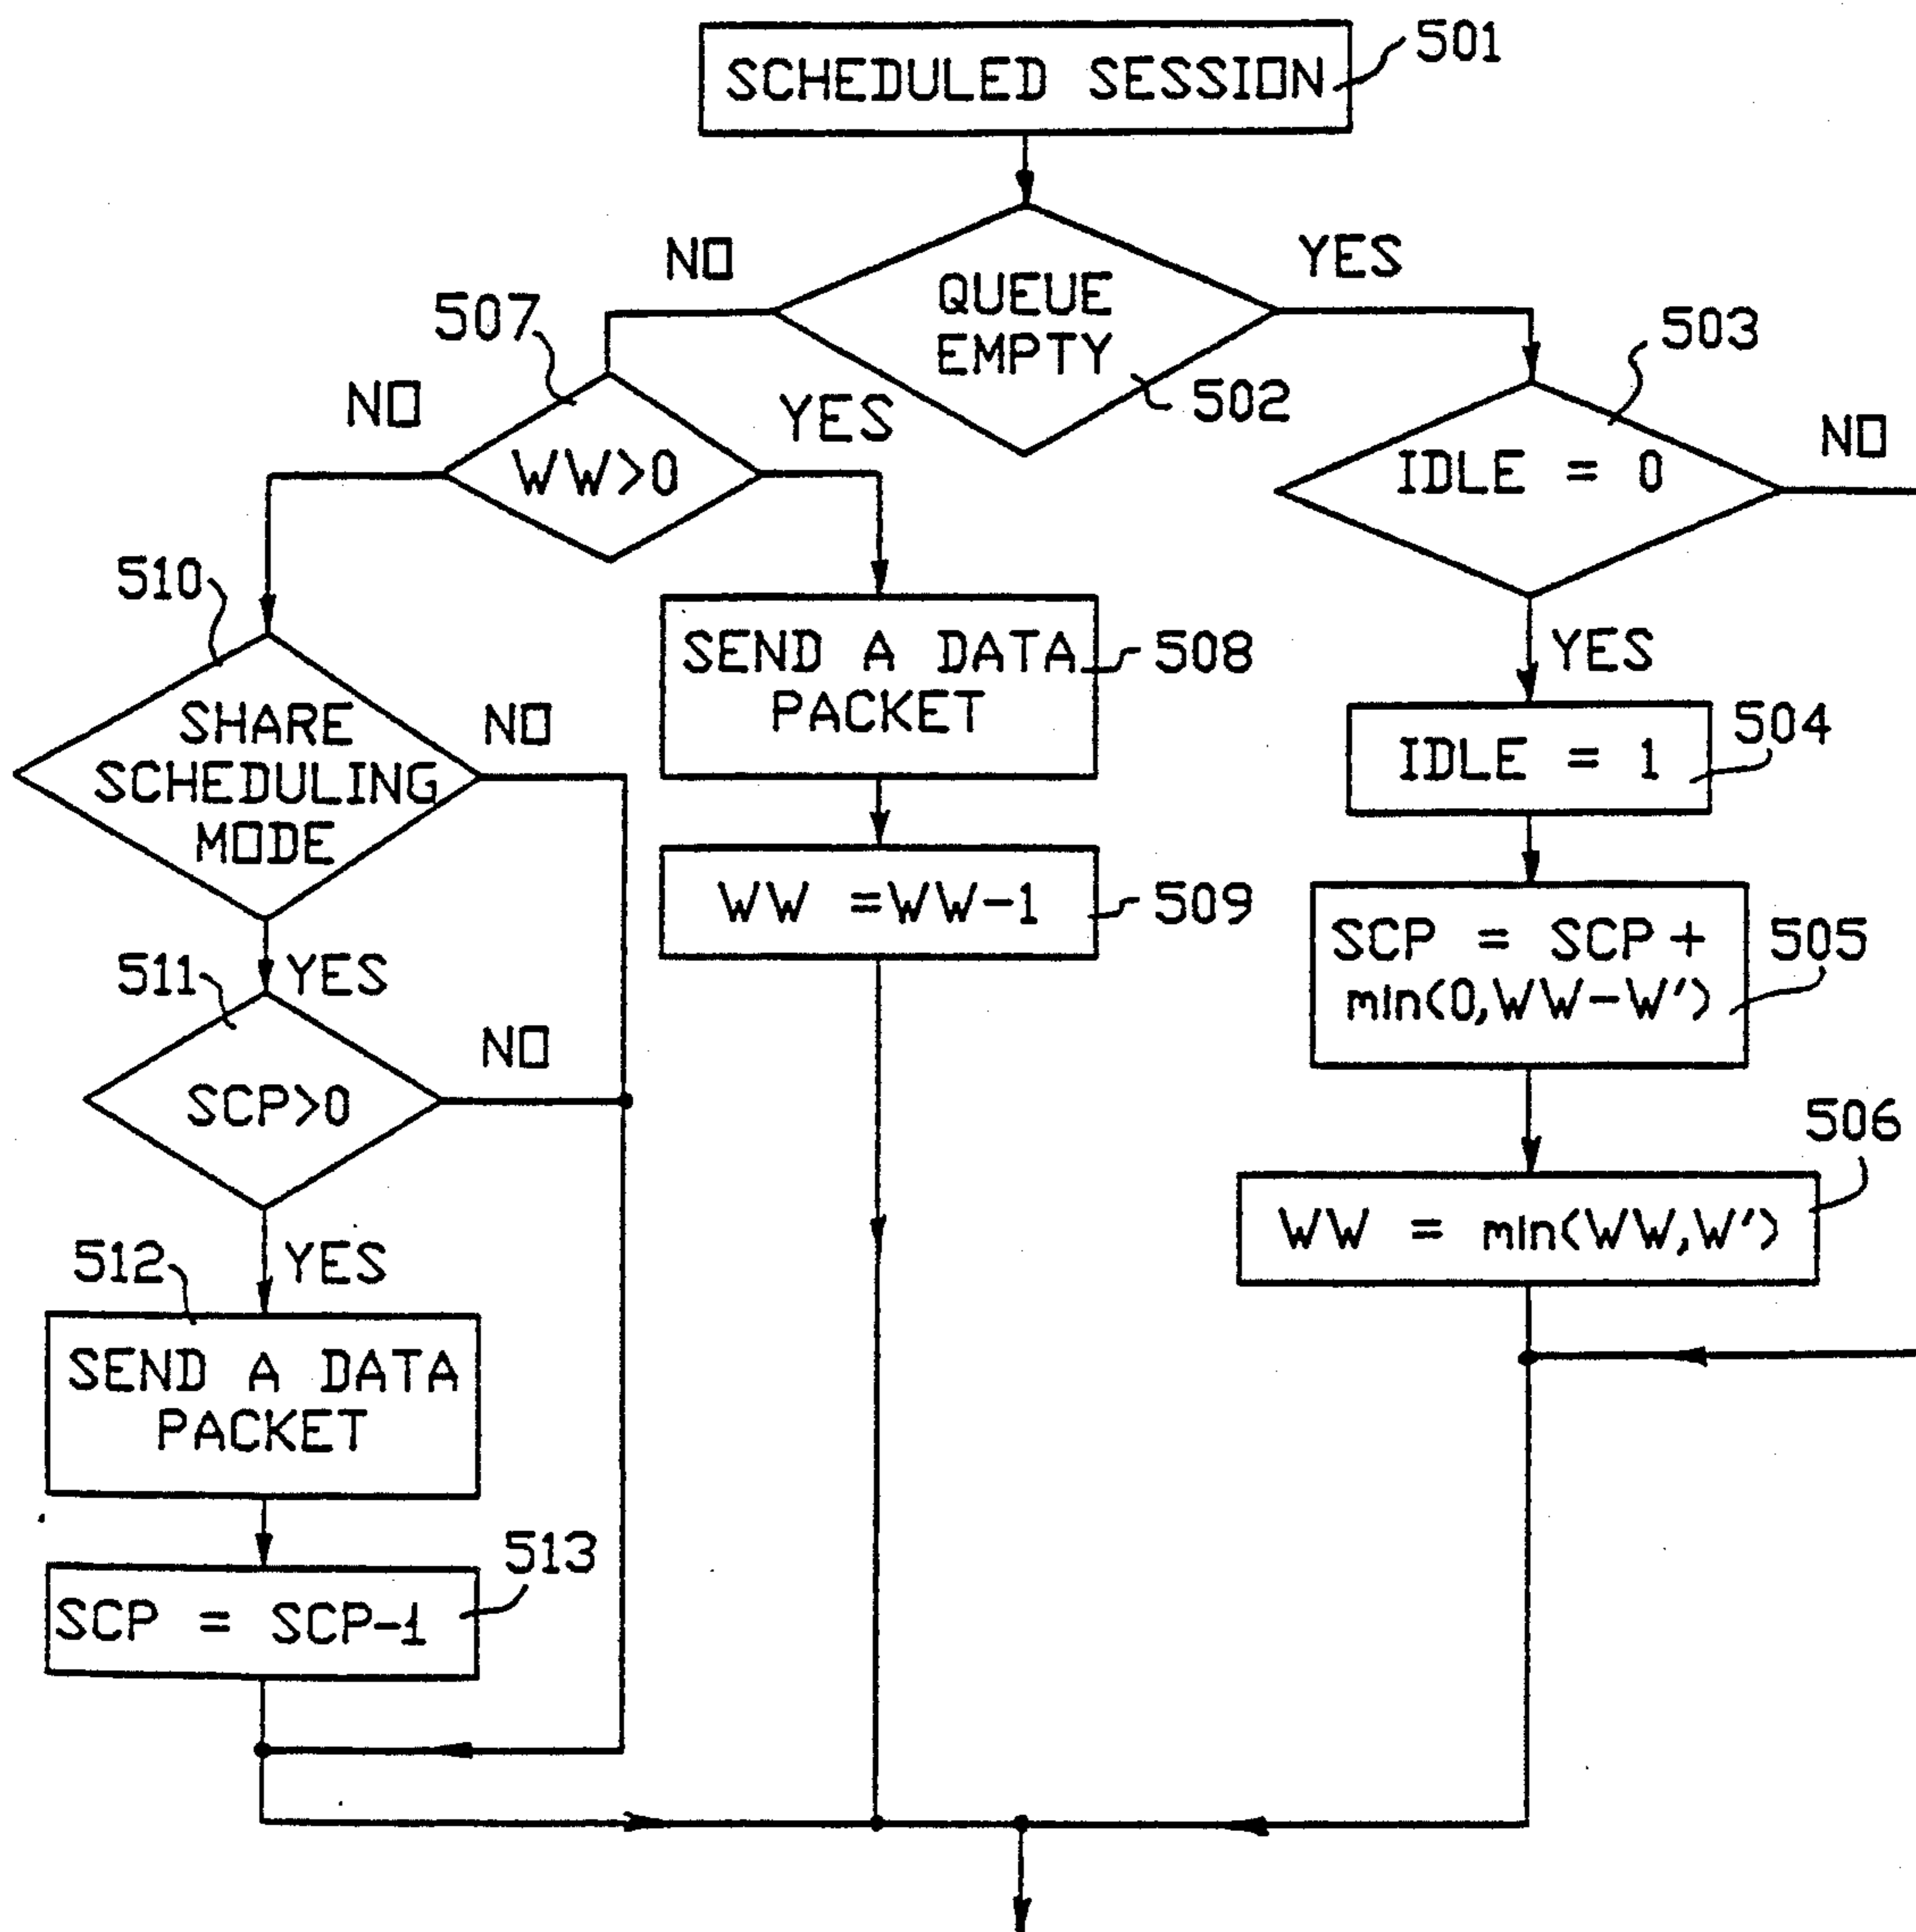 SCHEDULED SESSION
501
NO
YES
QUEUE
EMPTY
502
507
503
NO
YES
WW>0
IDLE = 0
NO
510
SEND A DATA
PACKET
508
YES
SHARE
SCHEDULING
MODE
NO
IDLE = 1
504
WW =WW-1
509
SCP = SCP+
min(0,WW-W')
505
511
YES
NO
SCP>0
506
WW = min(WW,W')
512
YES
SEND A DATA
PACKET
513
SCP = SCP-1